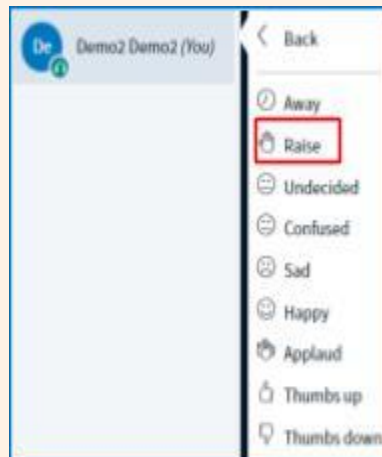 De Demo2 Demo2 (You)
Back
Away
Raise
Undecided
Confused
Sad
Happy
Applaud
Thumbs up
Thumbs down